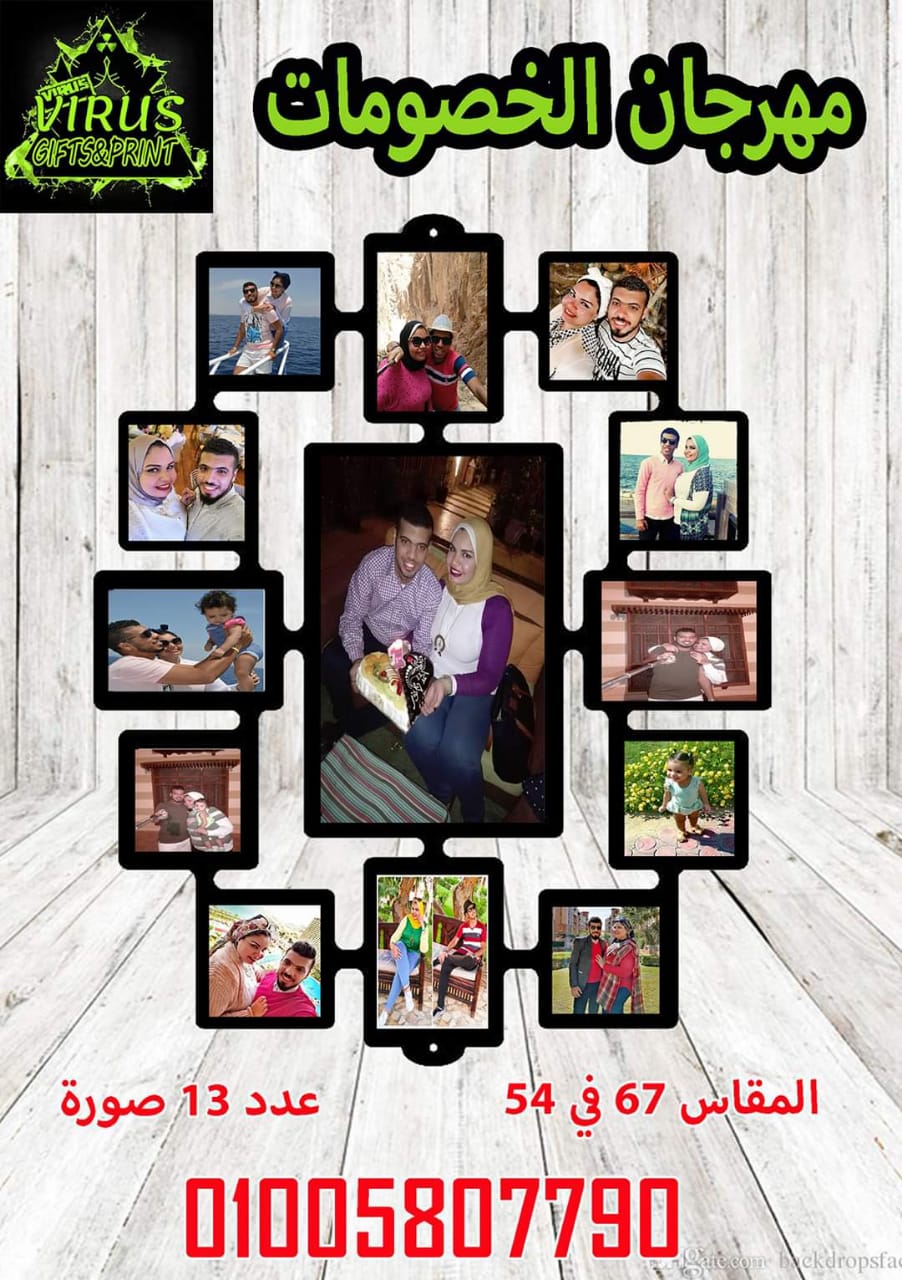 VIRUS
VIRUS
GIFTS&PRINT
مهرجان الخصومات
المقاس 67 في 54
عدد 13 صورة
01005807790